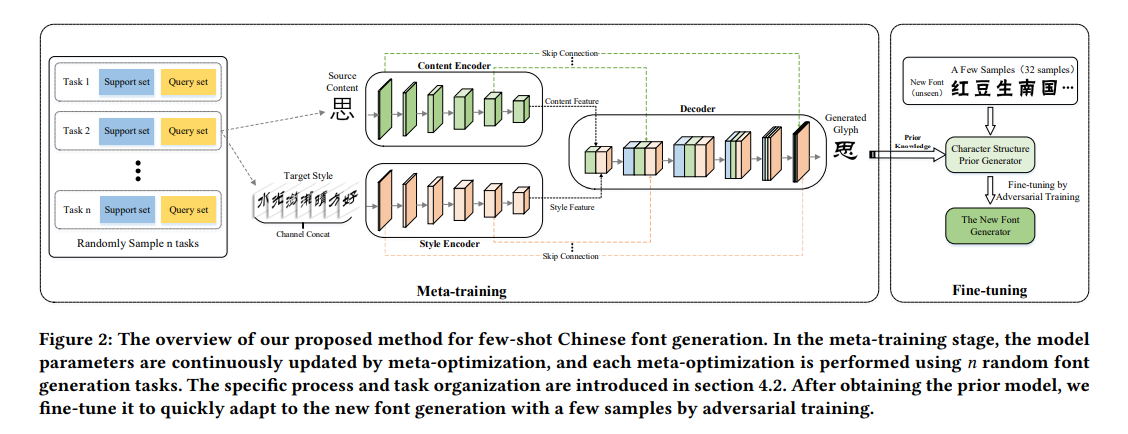 Task 1
Support set
Query set
Task 2
Support set
Query set
Task n
Support set
Query set
Randomly Sample n tasks
Source
Content
思
Target Style
Channel Concat
Skip Connection
Content Encoder
Content Feature
Style Feature
Style Encoder
Skip Connection
Decoder
Generated
Glyph
思
Meta-training
Prior
Knowledge
A Few Samples（32 samples）
New Font
(unseen)
红豆生南国…
Character Structure
Prior Generator
Fine-tuning by
Adversarial Training
The New Font
Generator
Fine-tuning
Figure 2: The overview of our proposed method for few-shot Chinese font generation. In the meta-training stage, the model
parameters are continuously updated by meta-optimization, and each meta-optimization is performed using n random font
generation tasks. The specific process and task organization are introduced in section 4.2. After obtaining the prior model, we
fine-tune it to quickly adapt to the new font generation with a few samples by adversarial training.